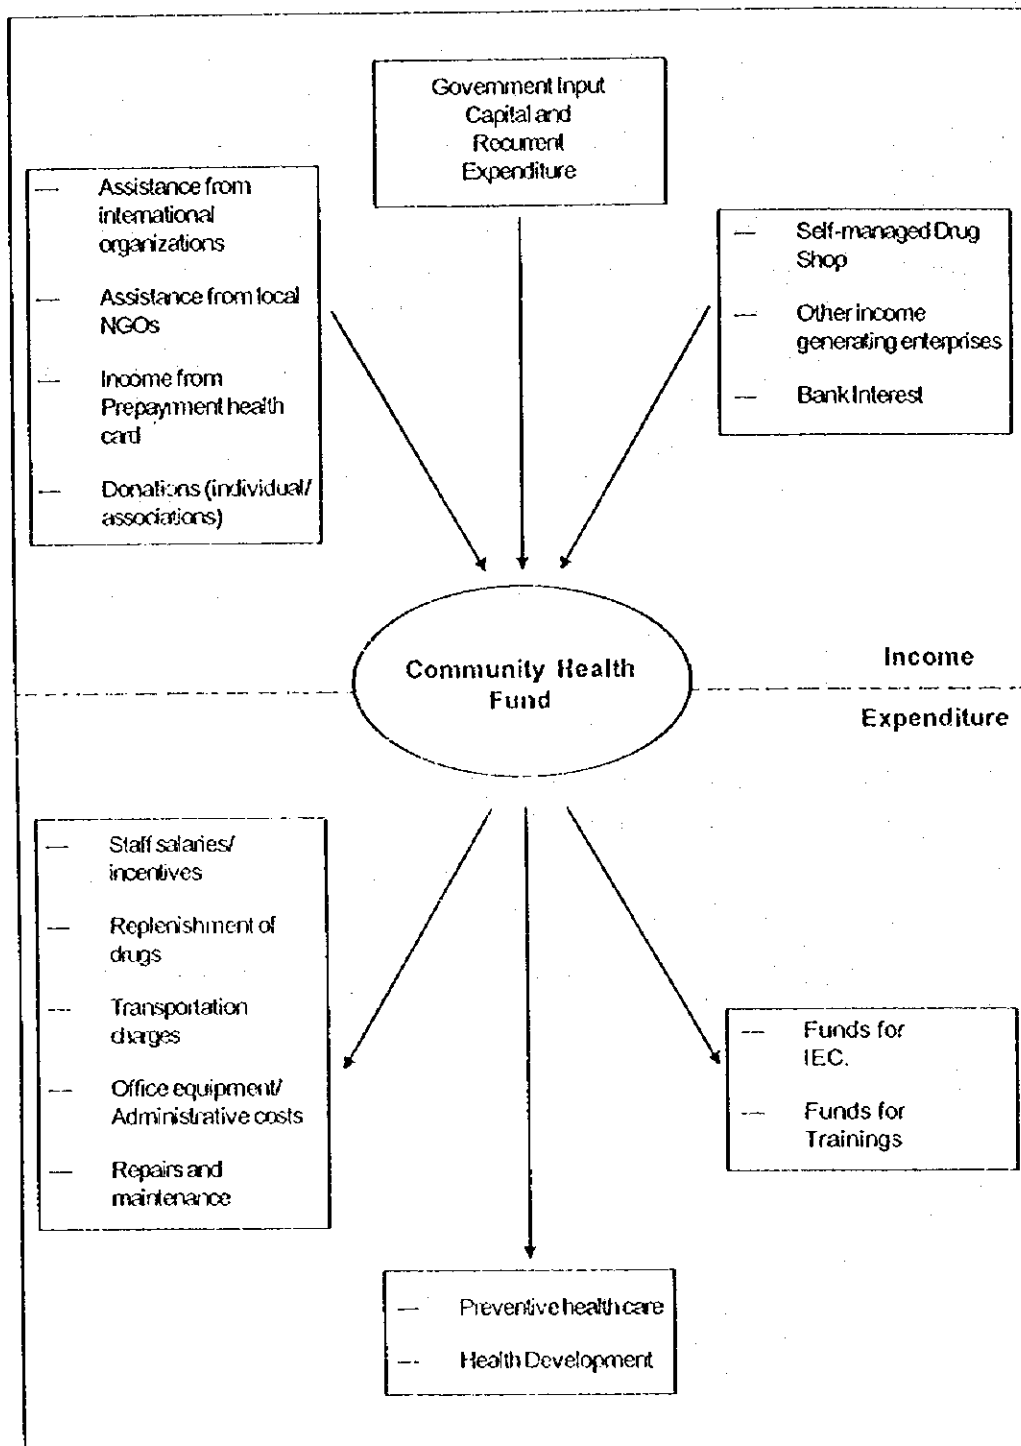 Government Input
Capital and
Recurrent
Expenditure
— Assistance from
international
organizations
— Assistance from local
NGOs
— Income from
Prepayment health
card
— Donations (individual/
associations)
— Self-managed Drug
Shop
— Other income
generating enterprises
— Bank Interest
Community Health
Fund
Income
Expenditure
— Staff salaries/
incentives
— Replenishment of
drugs
— Transportation
charges
— Office equipment/
Administrative costs
— Repairs and
maintenance
— Funds for
IEC.
— Funds for
Trainings
— Preventive health care
— Health Development